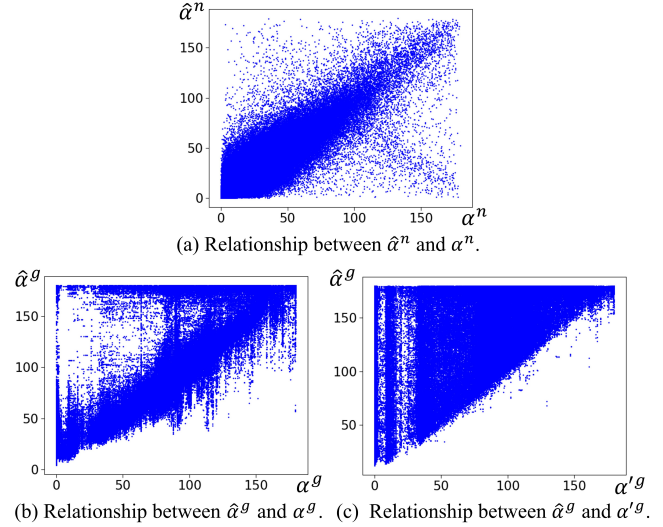 α̂ⁿ
150
100
50
0
0 50 100 150 αⁿ
(a) Relationship between α̂ⁿ and αⁿ.
α̂ᵍ α̂ᵍ
150 150
100 100
50 50
0
0 50 100 150 αᵍ 0 50 100 150 α′ᵍ
(b) Relationship between α̂ᵍ and αᵍ. (c) Relationship between α̂ᵍ and α′ᵍ.